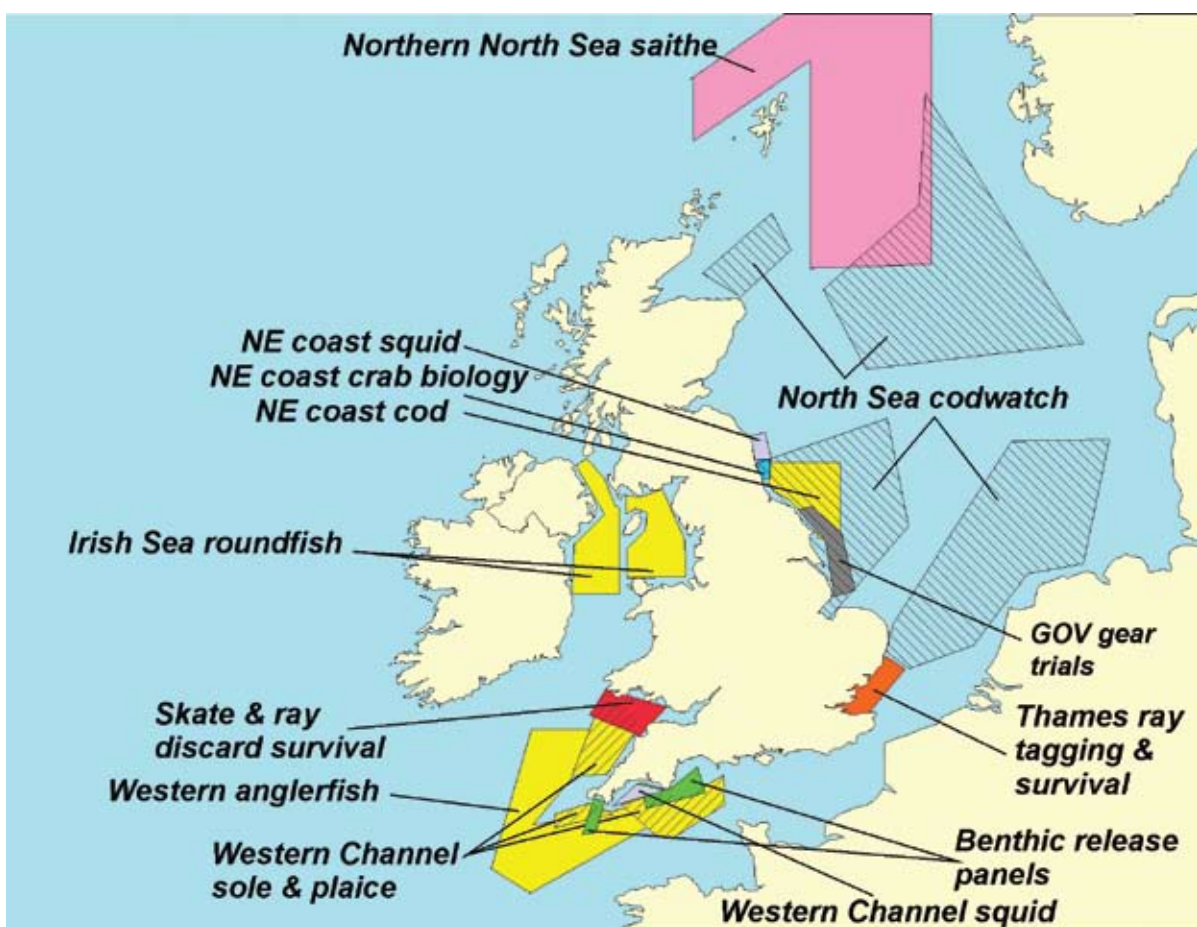 Northern North Sea saithe
NE coast squid
NE coast crab biology
NE coast cod
North Sea codwatch
Irish Sea roundfish
GOV gear
trials
Skate & ray
discard survival
Thames ray
tagging &
survival
Western anglerfish
Western Channel
sole & plaice
Benthic release
panels
Western Channel squid